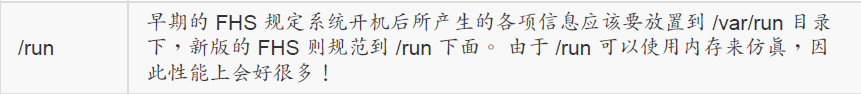 早期的 FHS 规定系统开机后所产生的各项信息应该要放置到 /var/run 目录
/run
下，新版的 FHS 则规范到 /run 下面。 由于 /run 可以使用内存来仿真，因
此性能上会好很多！